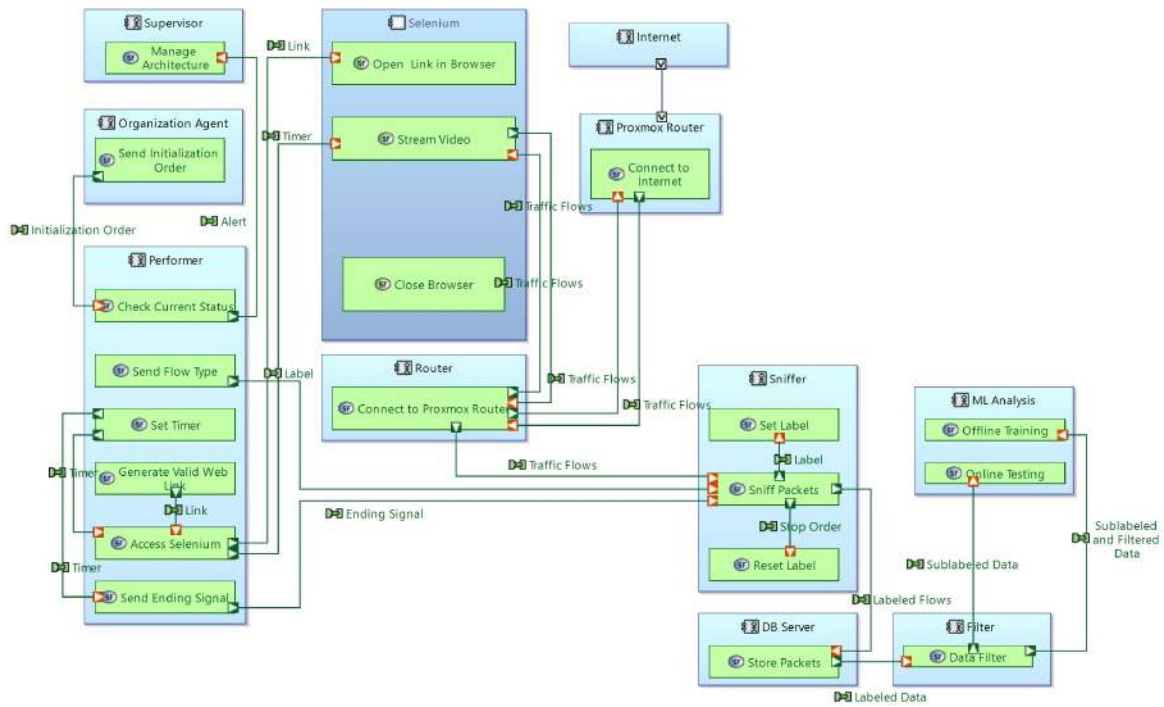 Supervisor
Manage
Architecture
Organization Agent
Send Initialization
Order
Initialization Order
Alert
Performer
Check Current Status
Send Flow Type
Set Timer
Generate Valid Web
Link
Link
Access Selenium
Send Ending Signal
Timer
Timer
Link
Timer
Label
Ending Signal
Selenium
Open Link in Browser
Stream Video
Close Browser
Traffic Flows
Traffic Flows
Router
Connect to Proxmox Router
Traffic Flows
Traffic Flows
Traffic Flows
Internet
Proxmox Router
Connect to
Internet
Sniffer
Set Label
Label
Sniff Packets
Stop Order
Reset Label
Labeled Flows
DB Server
Store Packets
Labeled Data
Filter
Data Filter
Sublabeled Data
Sublabeled
and Filtered
Data
ML Analysis
Offline Training
Online Testing